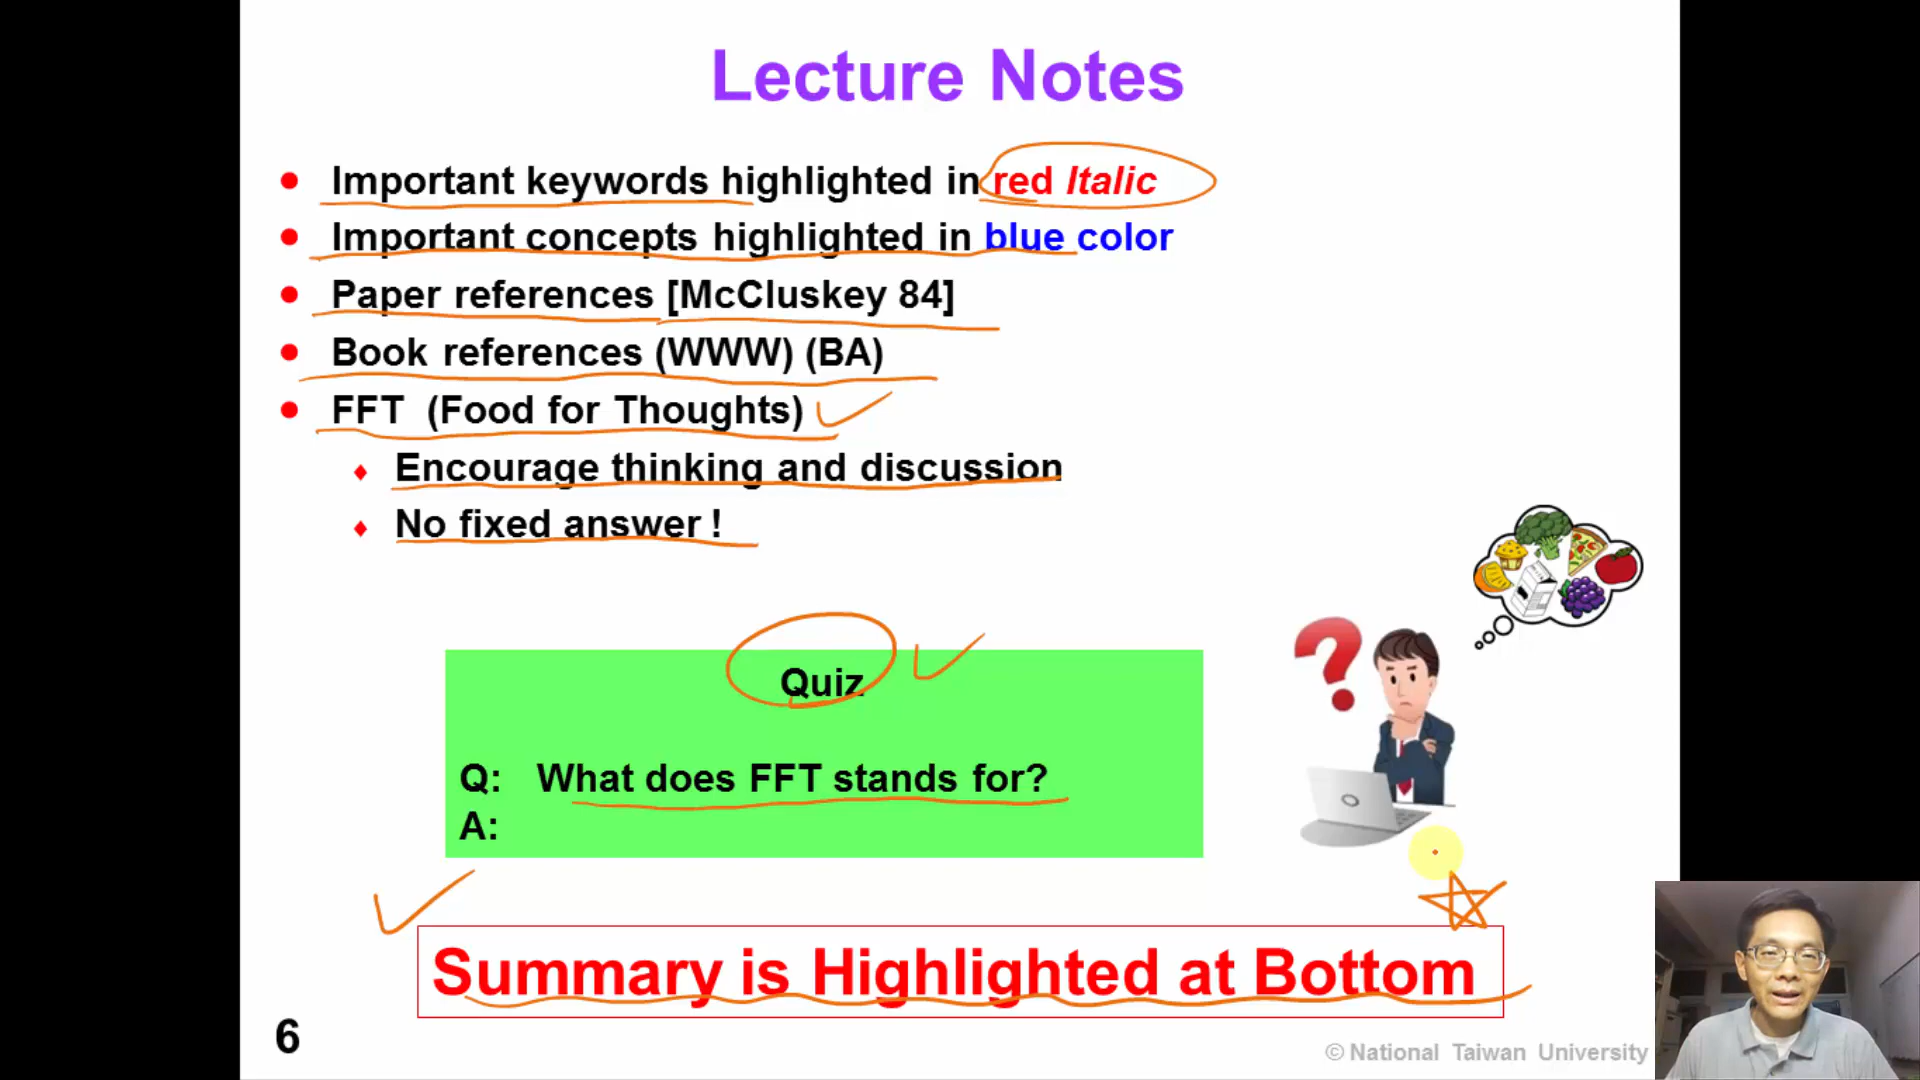 Lecture Notes
Important keywords highlighted in red Italic
Important concepts highlighted in blue color
Paper references [McCluskey 84]
Book references (WWW) (BA)
FFT (Food for Thoughts)
Encourage thinking and discussion
No fixed answer !
Quiz
Q: What does FFT stands for?
A:
Summary is Highlighted at Bottom
6
© National Taiwan University